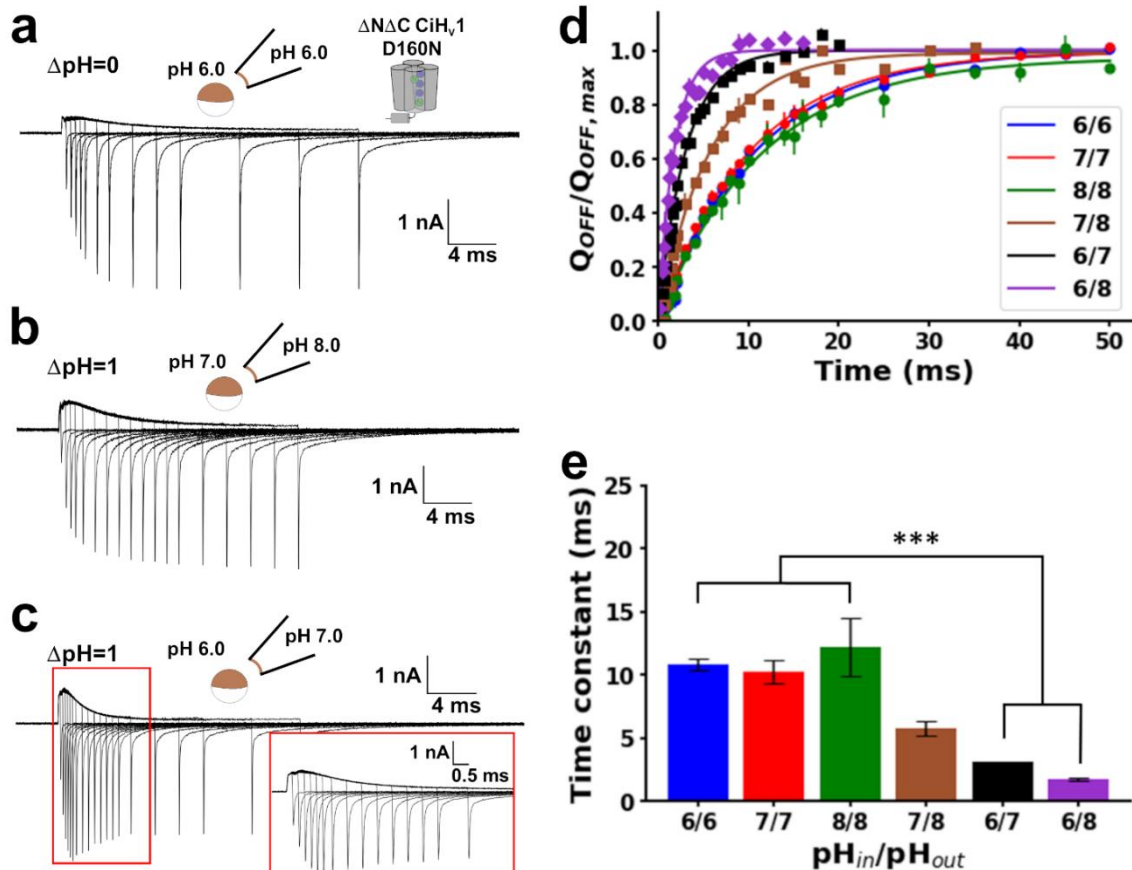 a
ΔpH=0
pH 6.0
pH 6.0
ΔNΔC CiHᵥ1
D160N
1 nA
4 ms
b
ΔpH=1
pH 7.0
pH 8.0
1 nA
4 ms
c
ΔpH=1
pH 6.0
pH 7.0
1 nA
4 ms
1 nA
0.5 ms
d
Q_OFF/Q_OFF,max
1.0
0.8
0.6
0.4
0.2
0.0
0 10 20 30 40 50
Time (ms)
6/6
7/7
8/8
7/8
6/7
6/8
e
Time constant (ms)
25
20
15
10
5
0
***
6/6 7/7 8/8 7/8 6/7 6/8
pH_in/pH_out